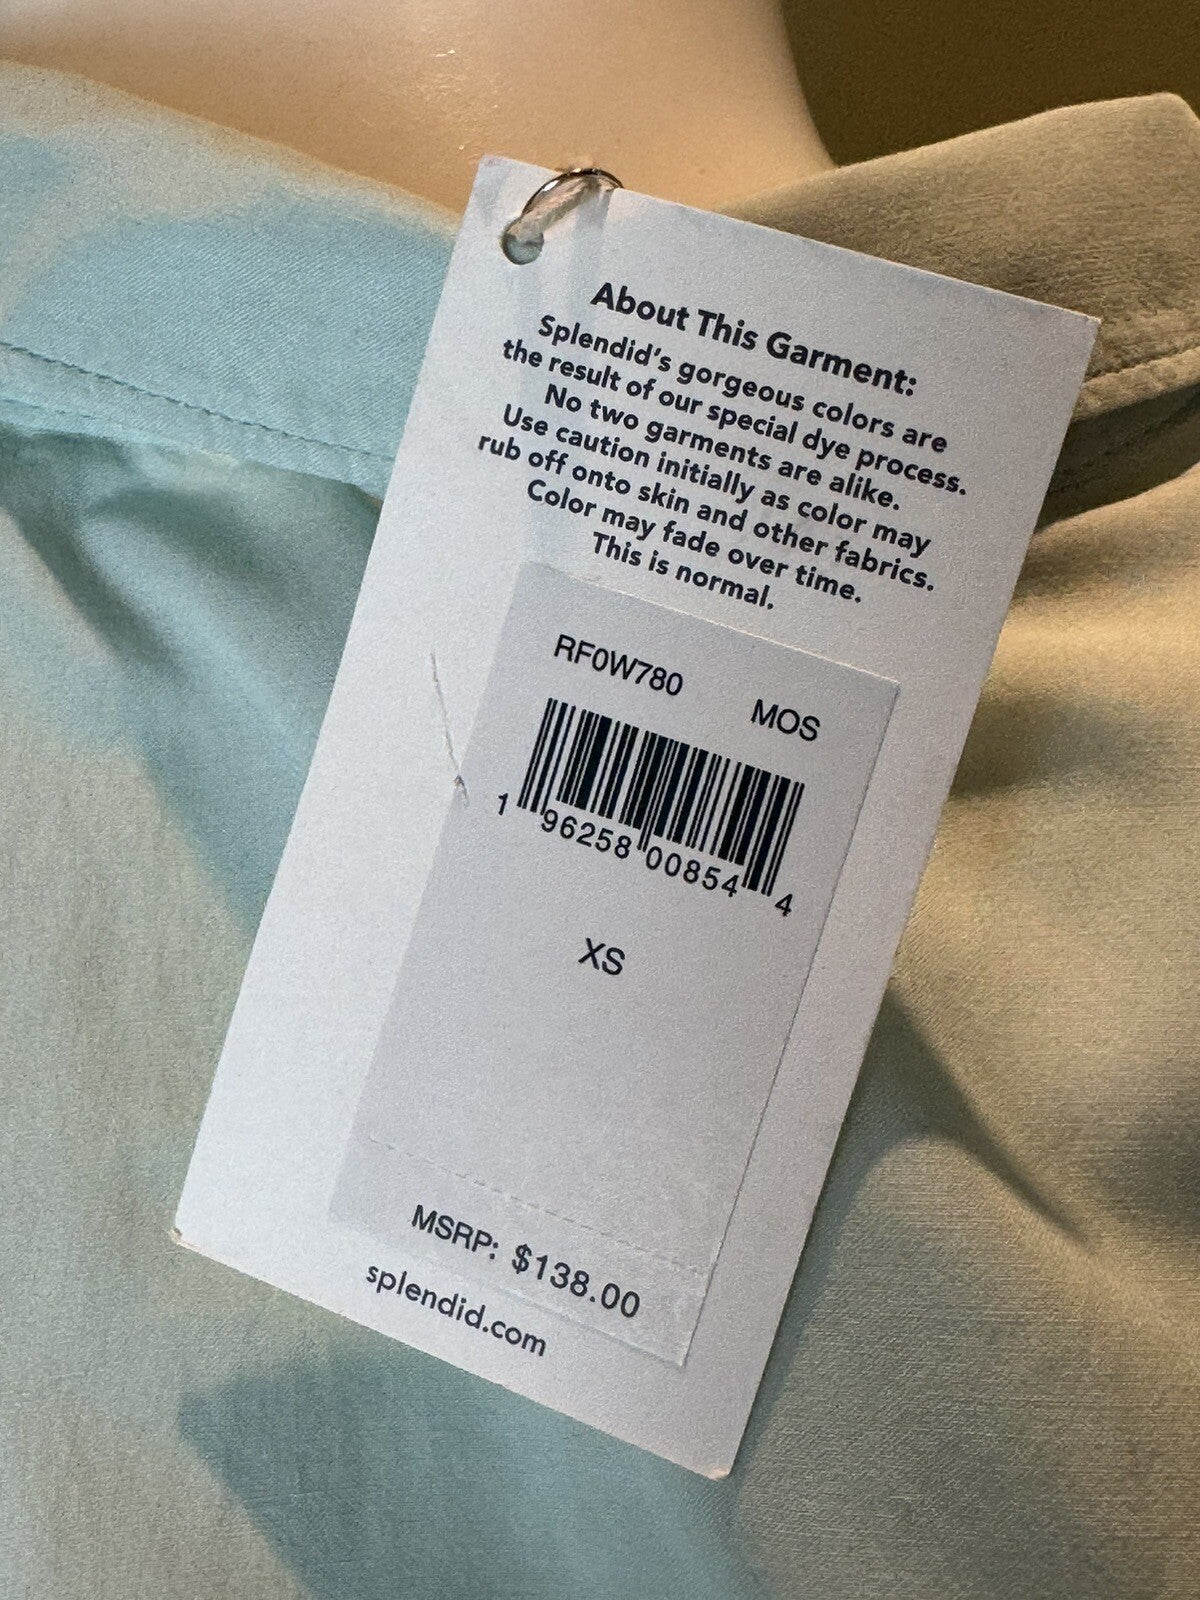 About This Garment:
Splendid's gorgeous colors are
the result of our special dye process.
No two garments are alike.
Use caution initially as color may
rub off onto skin and other fabrics.
Color may fade over time.
This is normal.
RF0W780 MOS
1 96258 00854 4
XS
MSRP: $138.00
splendid.com